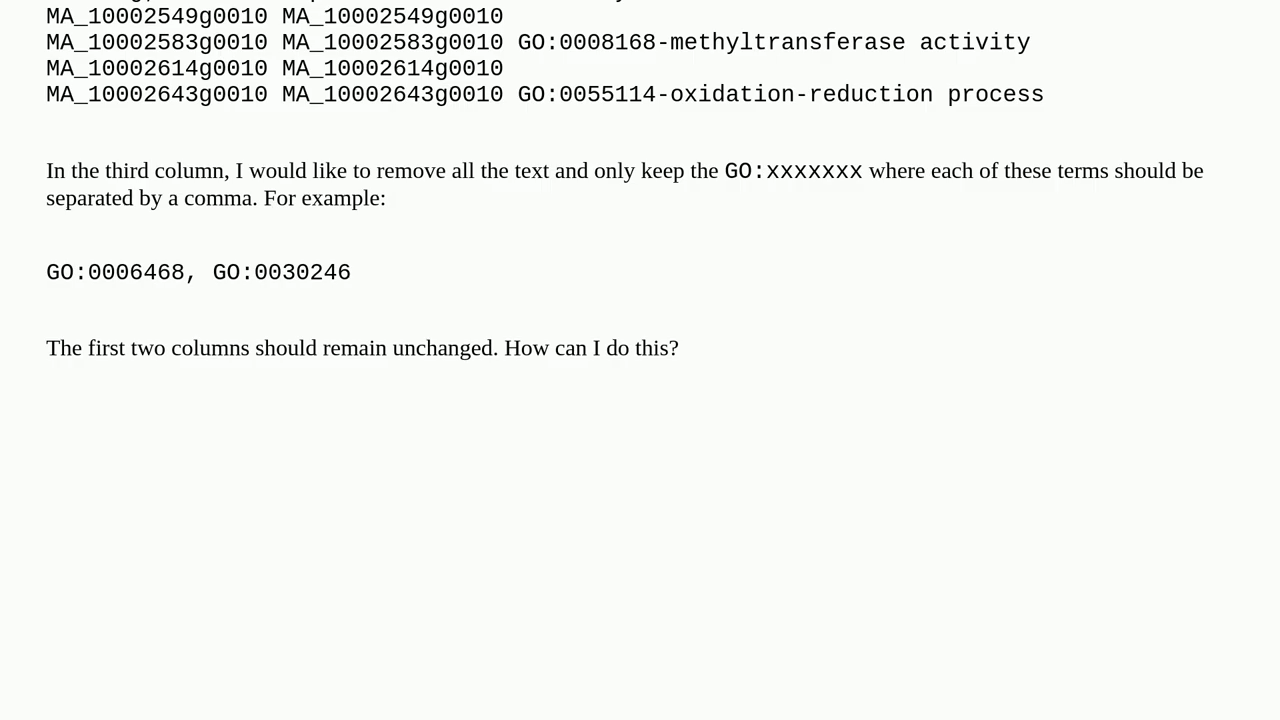 MA_10002549g0010 MA_10002549g0010
MA_10002583g0010 MA_10002583g0010 GO:0008168-methyltransferase activity
MA_10002614g0010 MA_10002614g0010
MA_10002643g0010 MA_10002643g0010 GO:0055114-oxidation-reduction process
In the third column, I would like to remove all the text and only keep the GO:xxxxxxx where each of these terms should be
separated by a comma. For example:
GO:0006468, GO:0030246
The first two columns should remain unchanged. How can I do this?